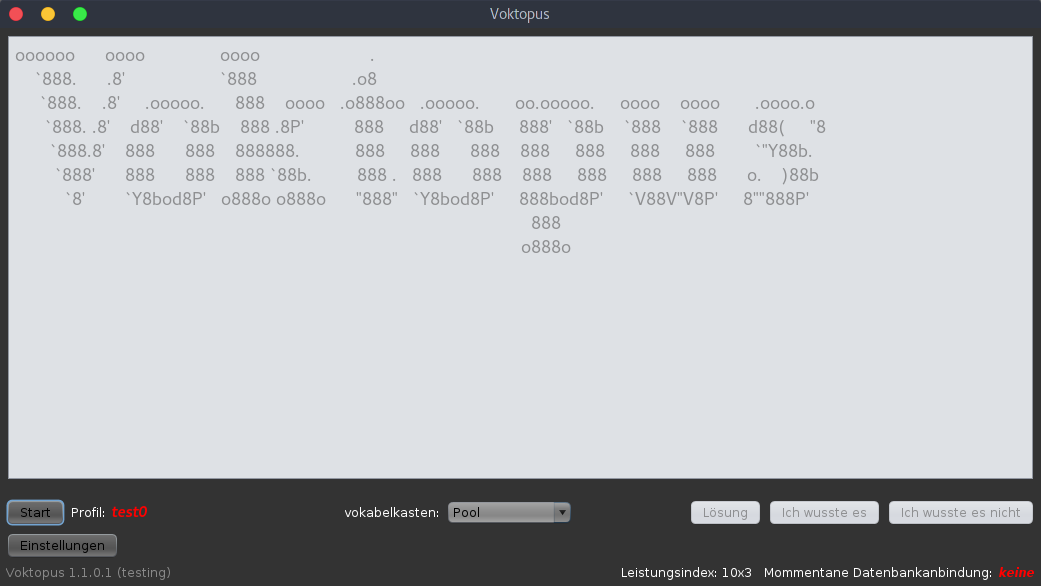 Voktopus
oooooo oooo oooo .
`888. .8' `888 .o8
`888. .8' .ooooo. 888 oooo .o888oo .ooooo. oo.ooooo. oooo oooo .oooo.o
`888. .8' d88' `88b 888 .8P' 888 d88' `88b 888' `88b `888 `888 d88( "8
`888.8' 888 888 888888. 888 888 888 888 888 888 888 `"Y88b.
`888' 888 888 888 `88b. 888 . 888 888 888 888 888 888 o. )88b
`8' `Y8bod8P' o888o o888o "888" `Y8bod8P' 888bod8P' `V88V"V8P' 8""888P'
888
o888o
Start Profil: test0 vokabelkasten: Pool Lösung Ich wusste es Ich wusste es nicht
Einstellungen
Voktopus 1.1.0.1 (testing) Leistungsindex: 10x3 Mommentane Datenbankanbindung: keine